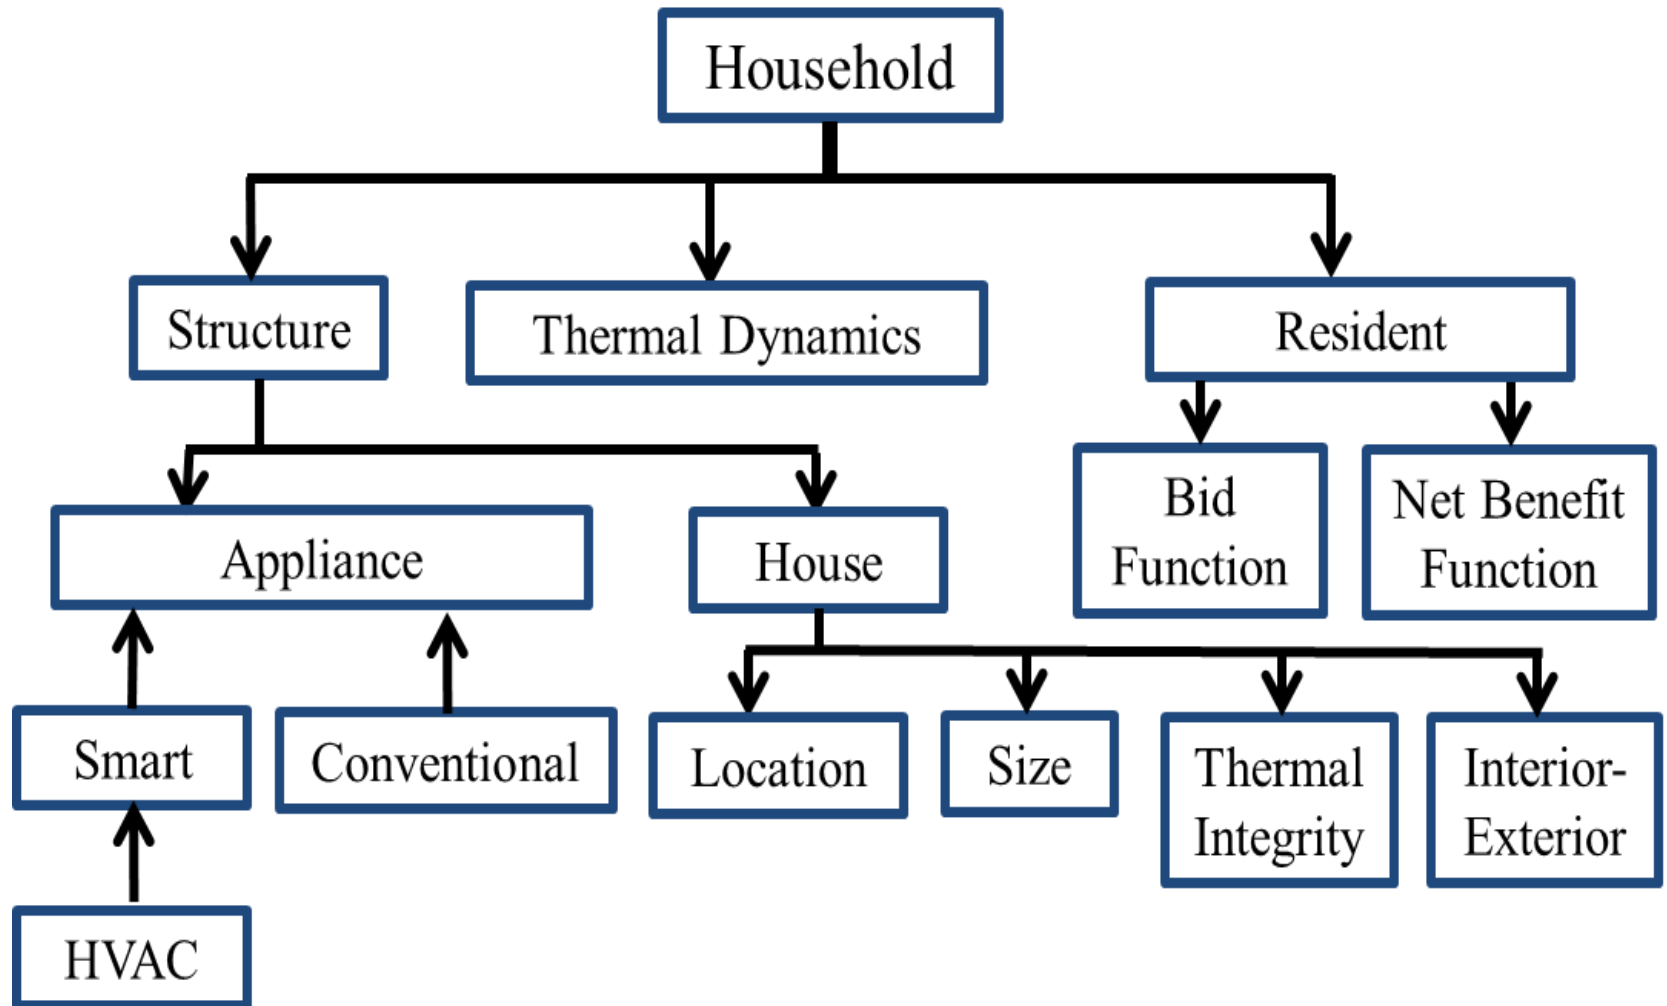 Household
Structure
Thermal Dynamics
Resident
Bid
Function
Net Benefit
Function
Appliance
House
Smart
Conventional
Location
Size
Thermal
Integrity
Interior-
Exterior
HVAC